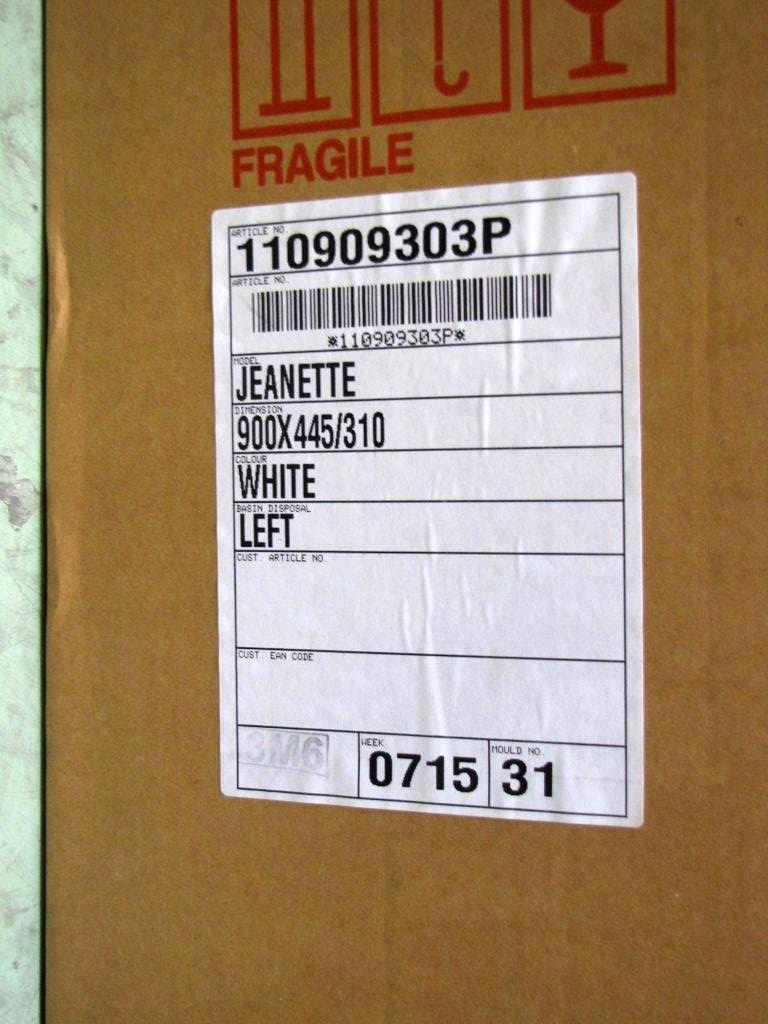 FRAGILE
ARTICLE NO.
110909303P
ARTICLE NO.
*110909303P*
MODEL
JEANETTE
DIMENSION
900X445/310
COLOUR
WHITE
BASIN DISPOSAL
LEFT
CUST. ARTICLE NO.
CUST. EAN CODE
3M6
WEEK
0715
MOULD NO.
31